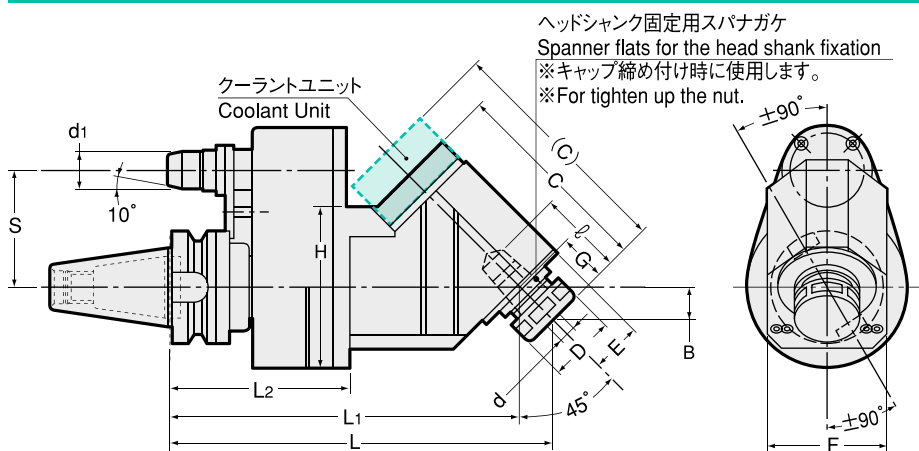 ヘッドシャンク固定用スパナガケ
Spanner flats for the head shank fixation
※キャップ締め付け時に使用します。
※For tighten up the nut.
クーラントユニット
Coolant Unit
d1
10°
S
H
(C)
C
ℓ
G
B
D
E
d
45°
L2
L1
L
±90°
±90°
F